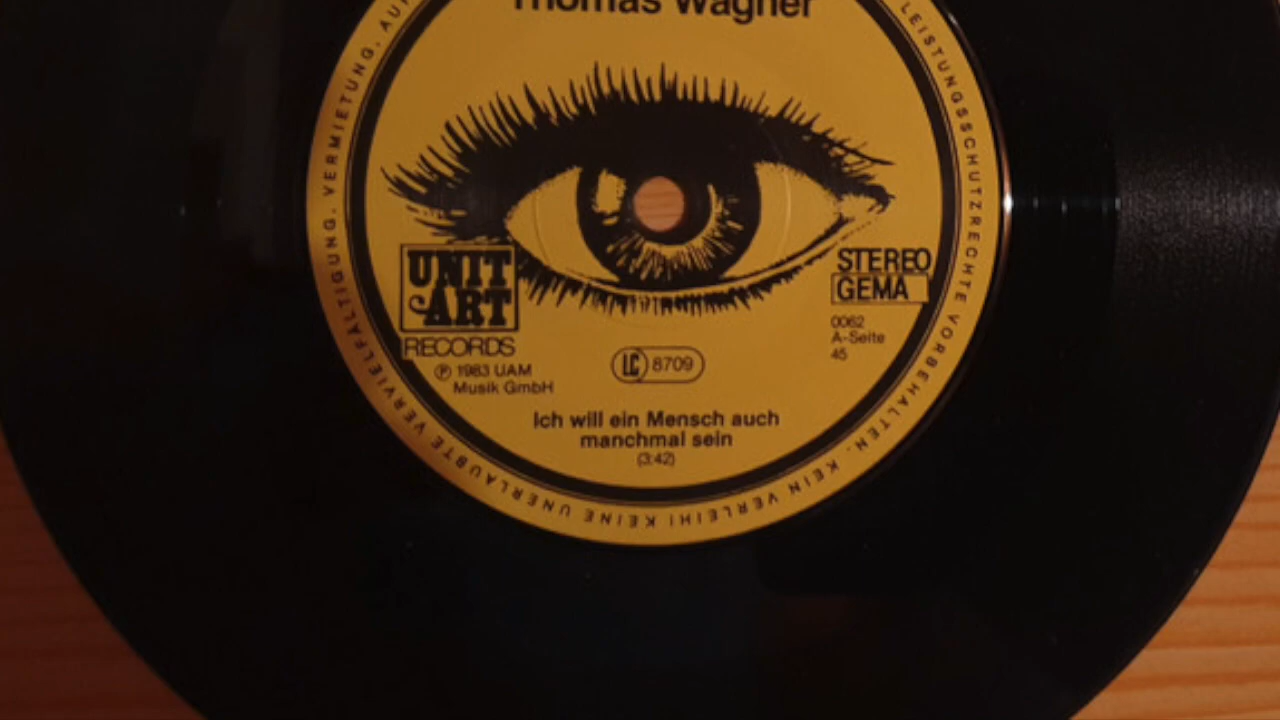 Thomas Wagner
UNIT
ART
RECORDS
℗ 1983 UAM
Musik GmbH
STEREO
GEMA
0062
A-Seite
45
LC 8709
Ich will ein Mensch auch
manchmal sein
(3:42)
LEISTUNGSSCHUTZRECHTE VORBEHALTEN. KEIN VERLEIH! KEINE UNERLAUBTE VERVIELFÄLTIGUNG, VERMIETUNG,